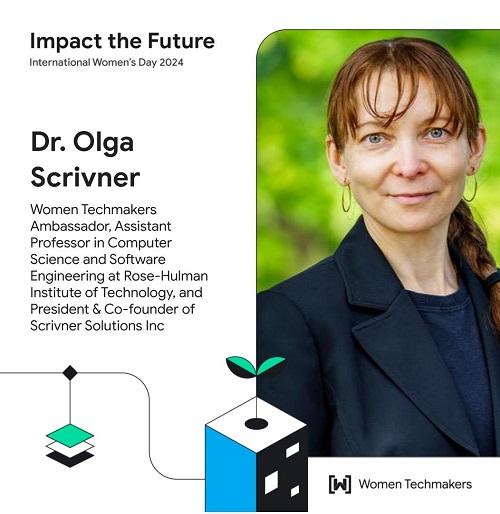 Impact the Future
International Women's Day 2024
Dr. Olga
Scrivner
Women Techmakers
Ambassador, Assistant
Professor in Computer
Science and Software
Engineering at Rose-Hulman
Institute of Technology, and
President & Co-founder of
Scrivner Solutions Inc
[W] Women Techmakers